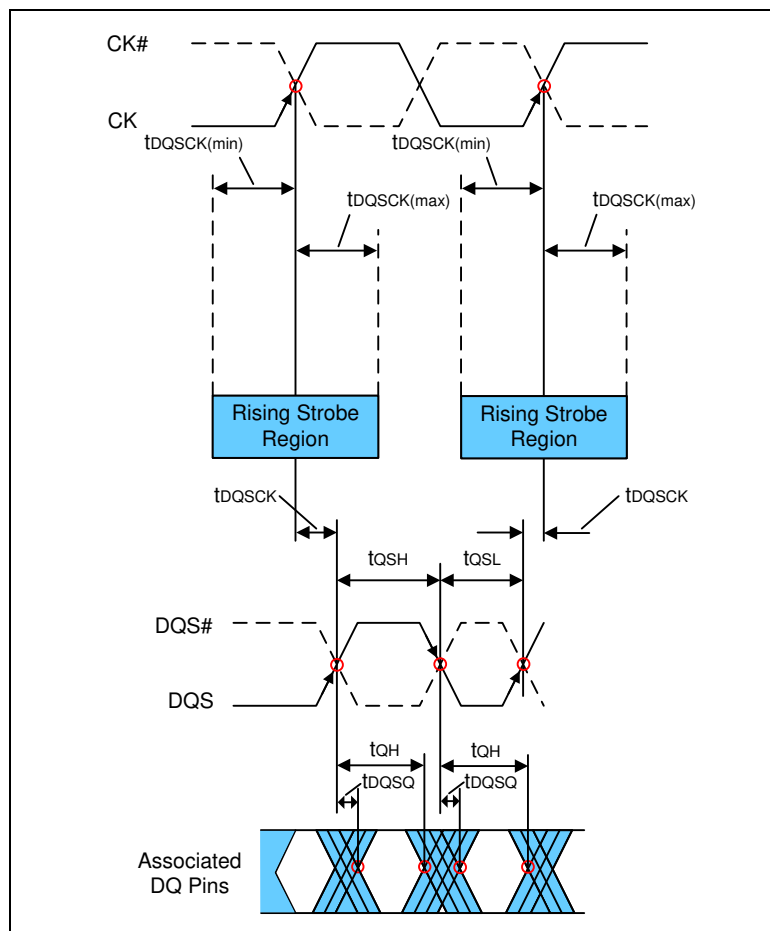 CK#
CK
tDQSCK(min)
tDQSCK(min)
tDQSCK(max)
tDQSCK(max)
Rising Strobe
Region
Rising Strobe
Region
tDQSCK
tDQSCK
tQSH
tQSL
DQS#
DQS
tQH
tQH
tDQSQ
tDQSQ
Associated
DQ Pins